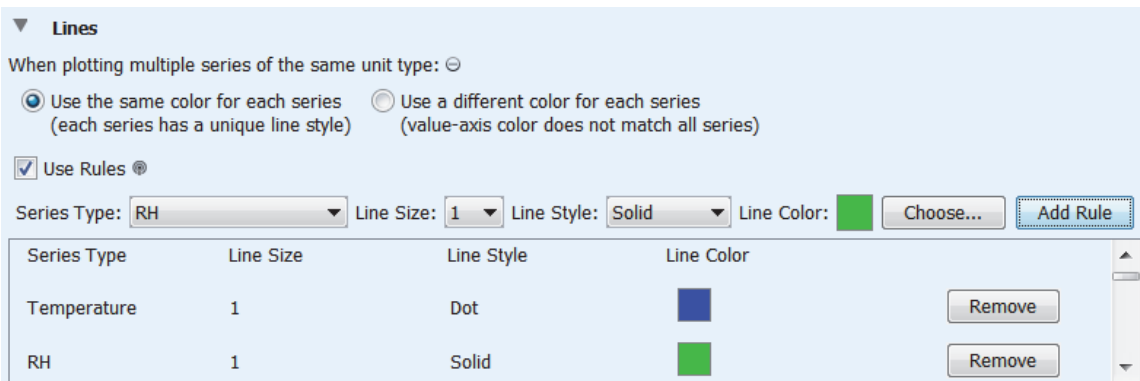 Lines
When plotting multiple series of the same unit type:
Use the same color for each series Use a different color for each series
(each series has a unique line style) (value-axis color does not match all series)
Use Rules
Series Type: RH Line Size: 1 Line Style: Solid Line Color: Choose... Add Rule
Series Type Line Size Line Style Line Color
Temperature 1 Dot Remove
RH 1 Solid Remove